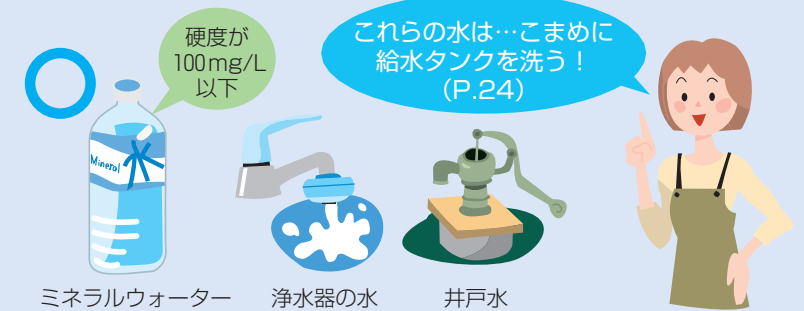 硬度が
100mg/L
以下
これらの水は…こまめに
給水タンクを洗う！
（P.24）
Mineral
ミネラルウォーター
浄水器の水
井戸水